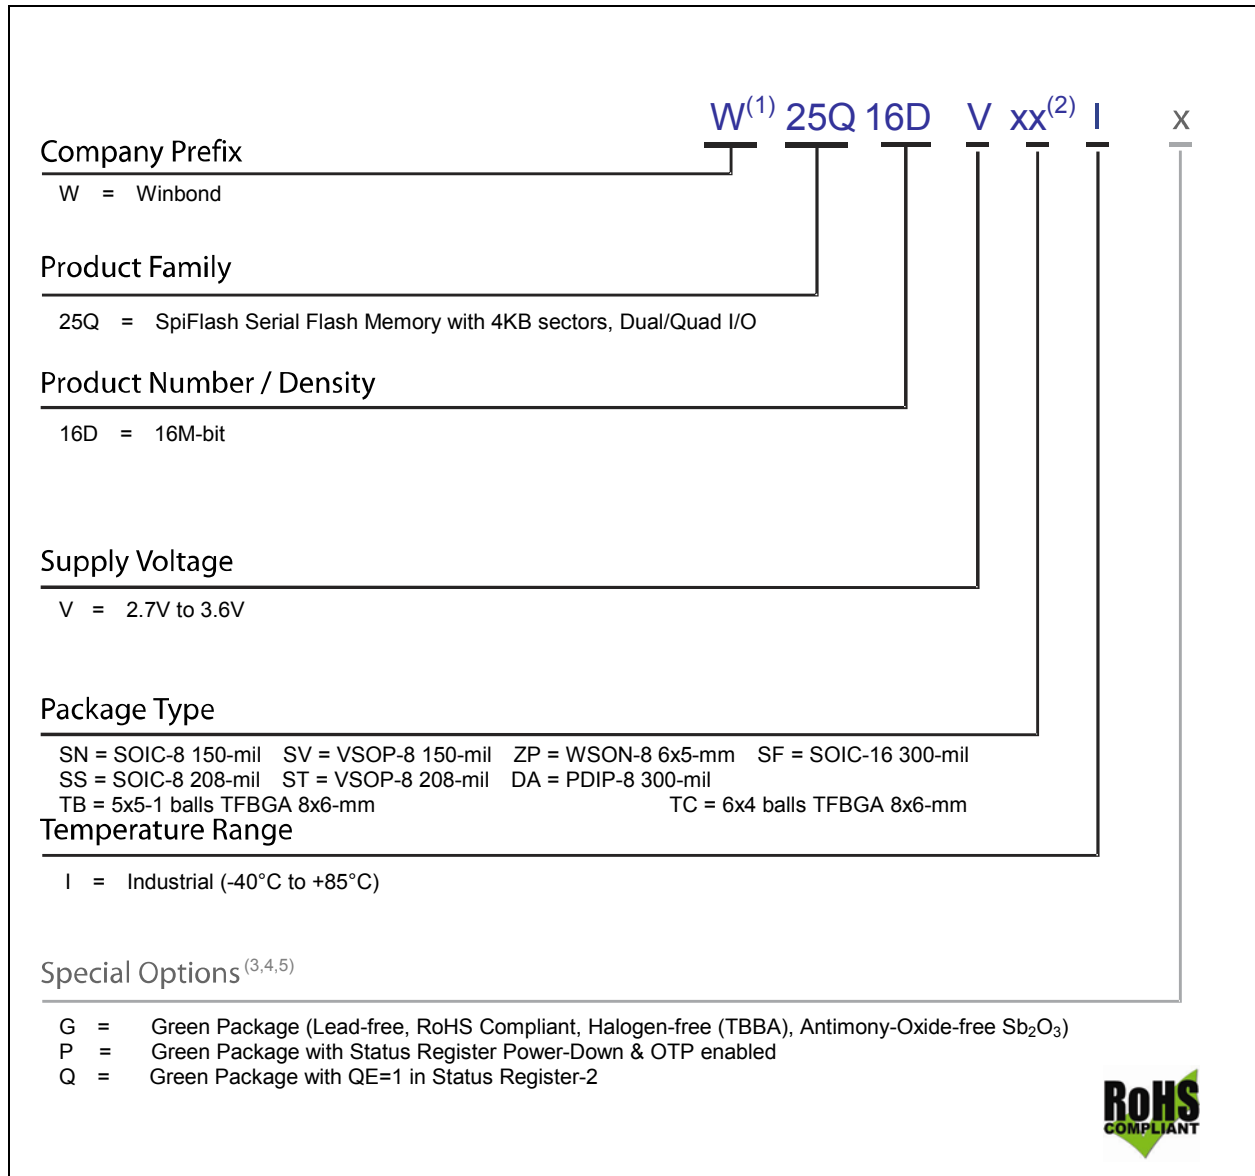 W(1) 25Q 16D V xx(2) I x
Company Prefix
W = Winbond
Product Family
25Q = SpiFlash Serial Flash Memory with 4KB sectors, Dual/Quad I/O
Product Number / Density
16D = 16M-bit
Supply Voltage
V = 2.7V to 3.6V
Package Type
SN = SOIC-8 150-mil SV = VSOP-8 150-mil ZP = WSON-8 6x5-mm SF = SOIC-16 300-mil
SS = SOIC-8 208-mil ST = VSOP-8 208-mil DA = PDIP-8 300-mil
TB = 5x5-1 balls TFBGA 8x6-mm TC = 6x4 balls TFBGA 8x6-mm
Temperature Range
I = Industrial (-40°C to +85°C)
Special Options (3,4,5)
G = Green Package (Lead-free, RoHS Compliant, Halogen-free (TBBA), Antimony-Oxide-free Sb2O3)
P = Green Package with Status Register Power-Down & OTP enabled
Q = Green Package with QE=1 in Status Register-2
RoHS
COMPLIANT